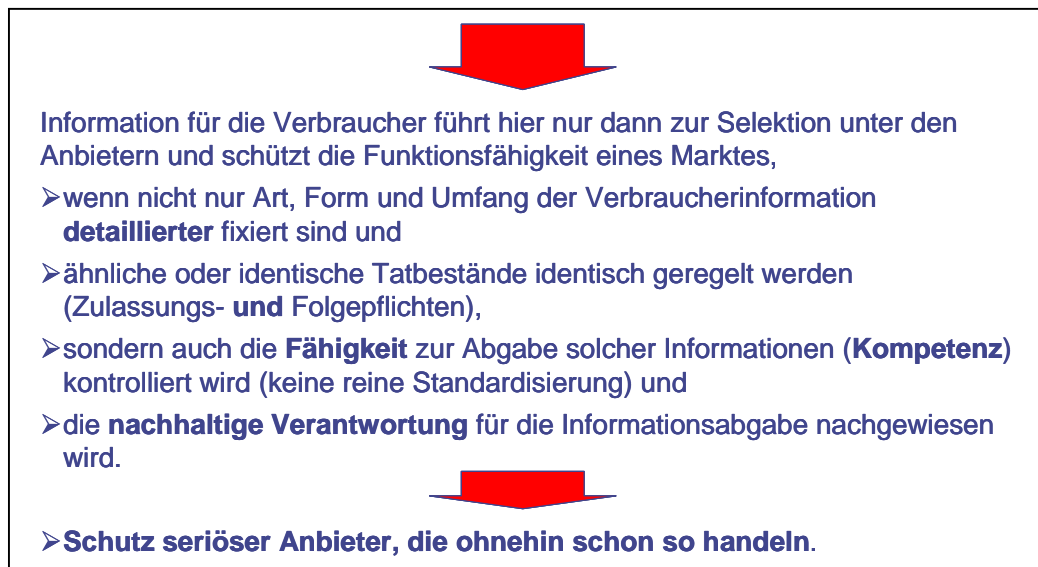 Information für die Verbraucher führt hier nur dann zur Selektion unter den
Anbietern und schützt die Funktionsfähigkeit eines Marktes,
➢wenn nicht nur Art, Form und Umfang der Verbraucherinformation
detaillierter fixiert sind und
➢ähnliche oder identische Tatbestände identisch geregelt werden
(Zulassungs- und Folgepflichten),
➢sondern auch die Fähigkeit zur Abgabe solcher Informationen (Kompetenz)
kontrolliert wird (keine reine Standardisierung) und
➢die nachhaltige Verantwortung für die Informationsabgabe nachgewiesen
wird.
➢Schutz seriöser Anbieter, die ohnehin schon so handeln.